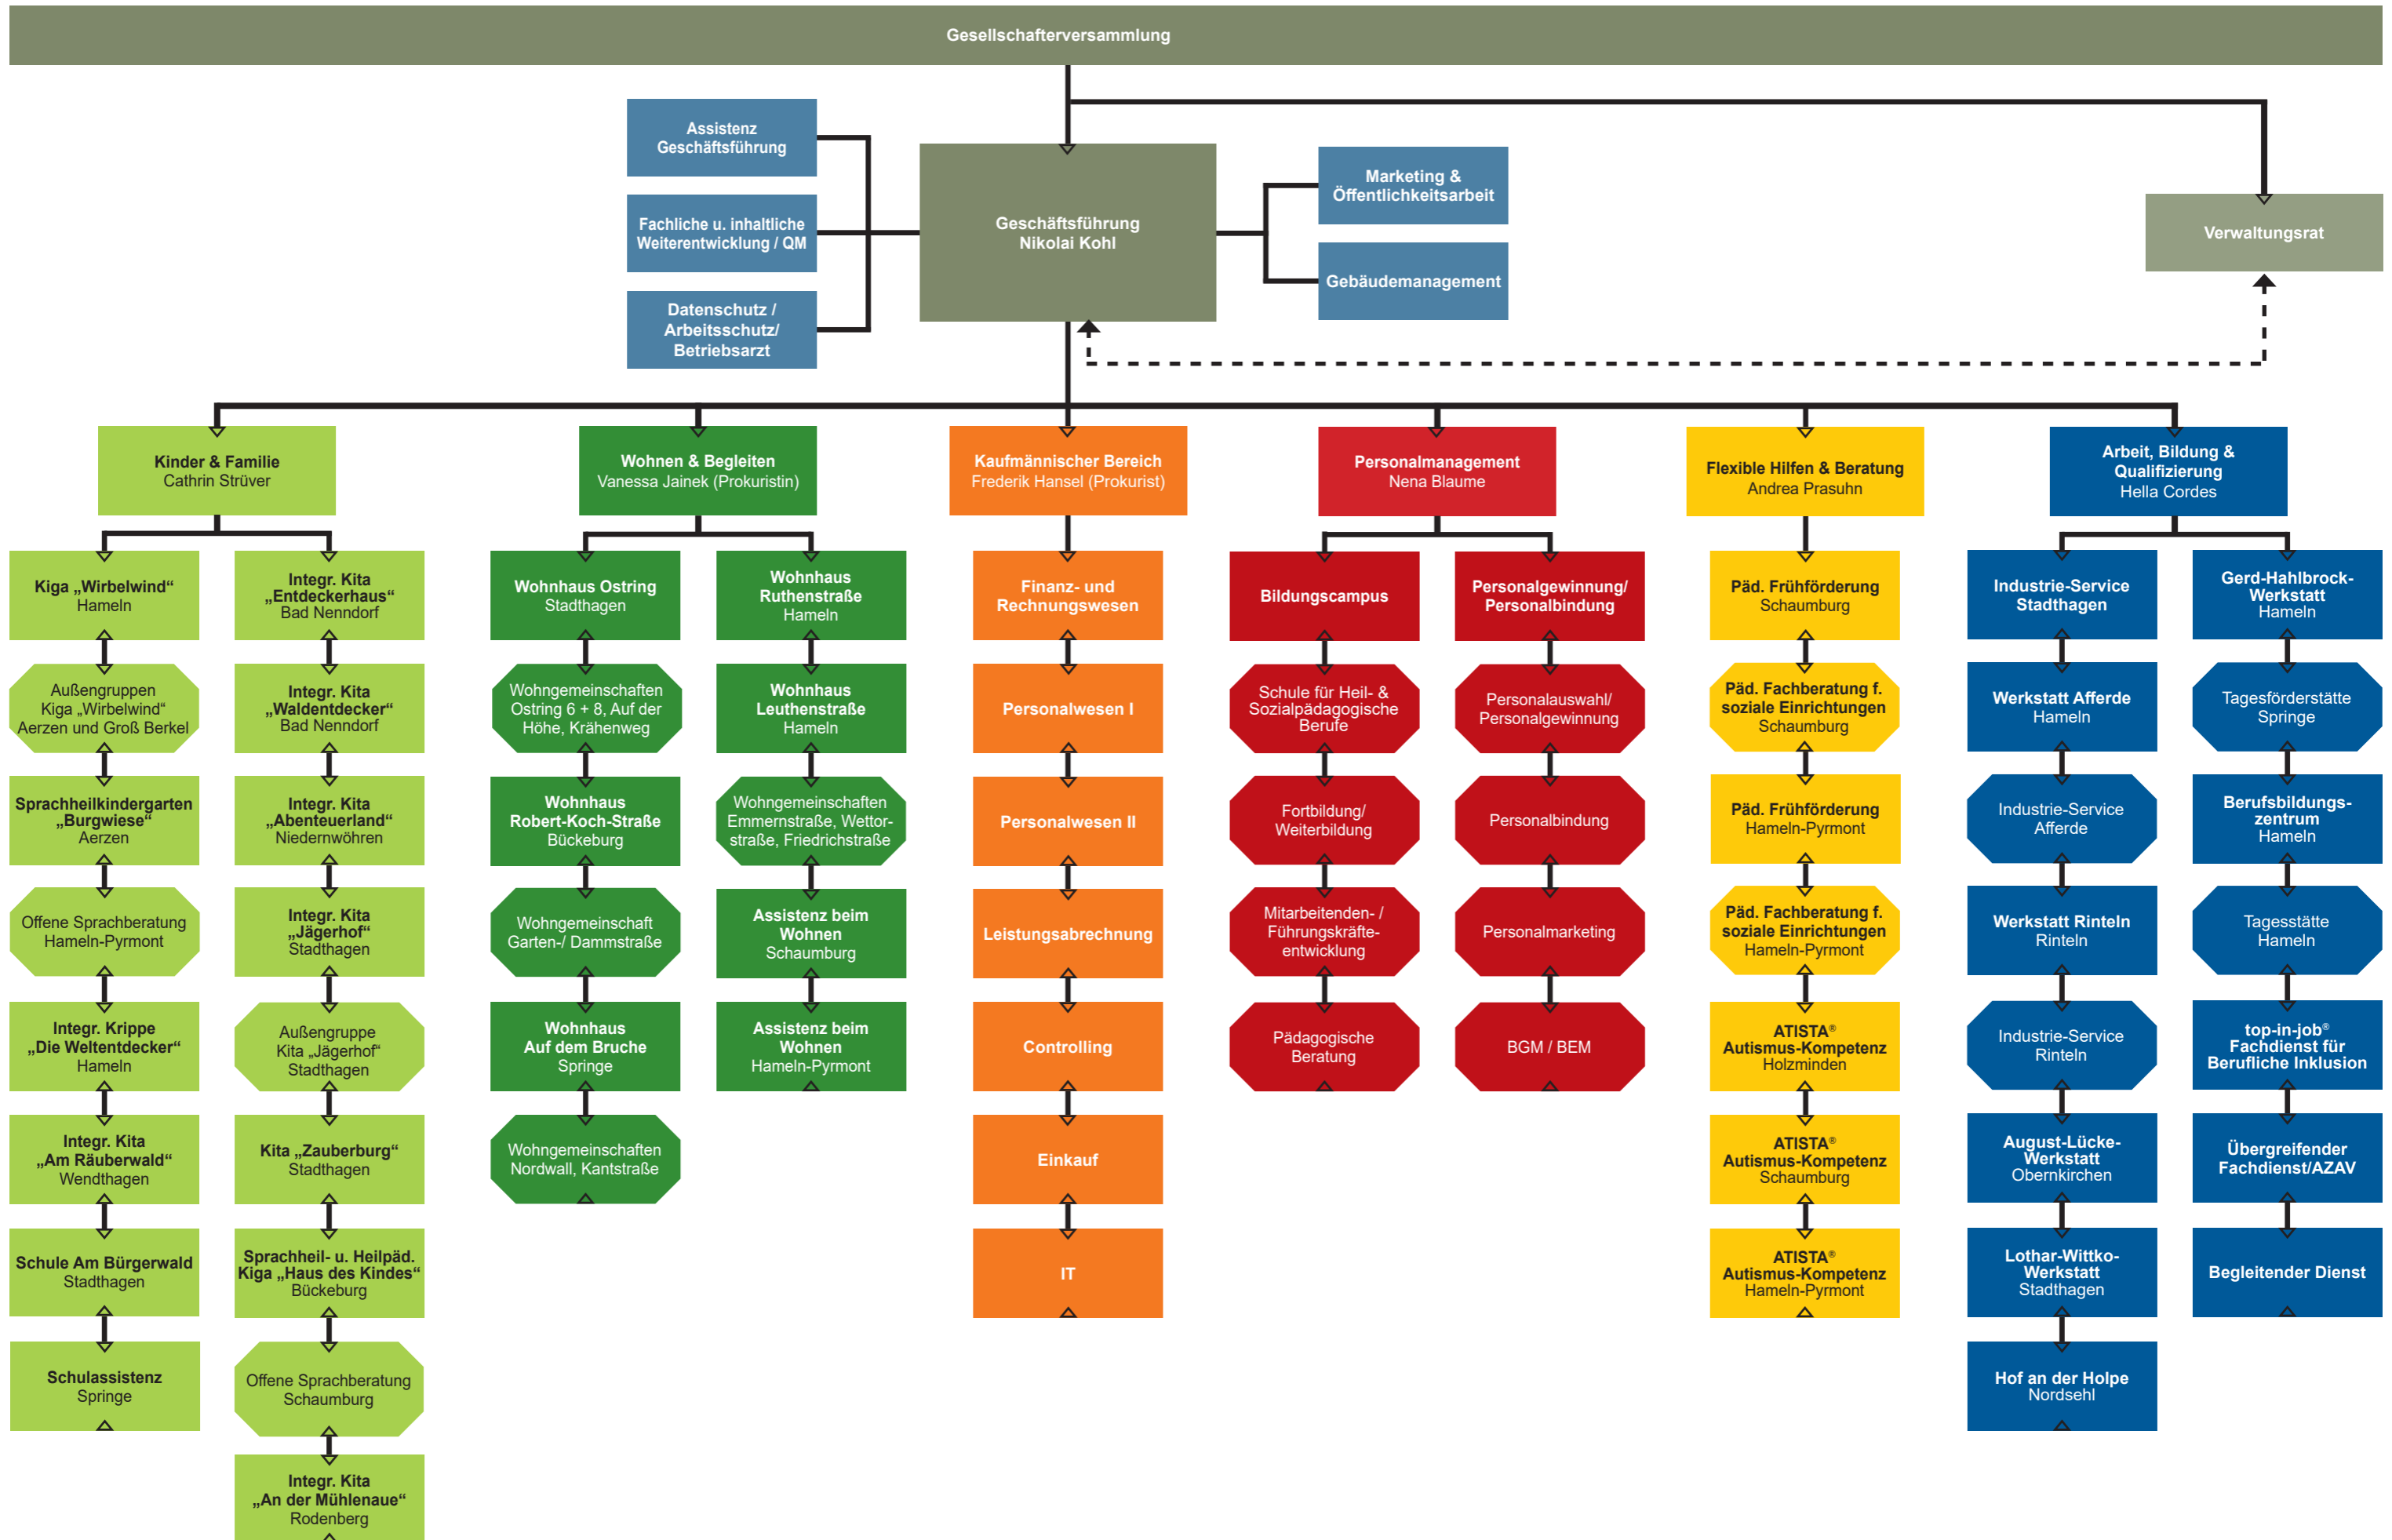 Gesellschafterversammlung
Assistenz
Geschäftsführung
Fachliche u. inhaltliche
Weiterentwicklung / QM
Datenschutz /
Arbeitsschutz/
Betriebsarzt
Geschäftsführung
Nikolai Kohl
Marketing &
Öffentlichkeitsarbeit
Gebäudemanagement
Verwaltungsrat
Kinder & Familie
Cathrin Strüver
Kiga „Wirbelwind“
Hameln
Außengruppen
Kiga „Wirbelwind“
Aerzen und Groß Berkel
Sprachheilkindergarten
„Burgwiese“
Aerzen
Offene Sprachberatung
Hameln-Pyrmont
Integr. Krippe
„Die Weltentdecker“
Hameln
Integr. Kita
„Am Räuberwald“
Wendthagen
Schule Am Bürgerwald
Stadthagen
Schulassistenz
Springe
Integr. Kita
„Entdeckerhaus“
Bad Nenndorf
Integr. Kita
„Waldentdecker“
Bad Nenndorf
Integr. Kita
„Abenteuerland“
Niedernwöhren
Integr. Kita
„Jägerhof“
Stadthagen
Außengruppe
Kita „Jägerhof“
Stadthagen
Kita „Zauberburg“
Stadthagen
Sprachheil- u. Heilpäd.
Kiga „Haus des Kindes“
Bückeburg
Offene Sprachberatung
Schaumburg
Integr. Kita
„An der Mühlenaue“
Rodenberg
Wohnen & Begleiten
Vanessa Jainek (Prokuristin)
Wohnhaus Ostring
Stadthagen
Wohngemeinschaften
Ostring 6 + 8, Auf der
Höhe, Krähenweg
Wohnhaus
Robert-Koch-Straße
Bückeburg
Wohngemeinschaft
Garten-/ Dammstraße
Wohnhaus
Auf dem Bruche
Springe
Wohngemeinschaften
Nordwall, Kantstraße
Wohnhaus
Ruthenstraße
Hameln
Wohnhaus
Leuthenstraße
Hameln
Wohngemeinschaften
Emmernstraße, Wettor-
straße, Friedrichstraße
Assistenz beim
Wohnen
Schaumburg
Assistenz beim
Wohnen
Hameln-Pyrmont
Kaufmännischer Bereich
Frederik Hansel (Prokurist)
Finanz- und
Rechnungswesen
Personalwesen I
Personalwesen II
Leistungsabrechnung
Controlling
Einkauf
IT
Personalmanagement
Nena Blaume
Bildungscampus
Schule für Heil- &
Sozialpädagogische
Berufe
Fortbildung/
Weiterbildung
Mitarbeitenden- /
Führungskräfte-
entwicklung
Pädagogische
Beratung
Personalgewinnung/
Personalbindung
Personalauswahl/
Personalgewinnung
Personalbindung
Personalmarketing
BGM / BEM
Flexible Hilfen & Beratung
Andrea Prasuhn
Päd. Frühförderung
Schaumburg
Päd. Fachberatung f.
soziale Einrichtungen
Schaumburg
Päd. Frühförderung
Hameln-Pyrmont
Päd. Fachberatung f.
soziale Einrichtungen
Hameln-Pyrmont
ATISTA®
Autismus-Kompetenz
Holzminden
ATISTA®
Autismus-Kompetenz
Schaumburg
ATISTA®
Autismus-Kompetenz
Hameln-Pyrmont
Arbeit, Bildung &
Qualifizierung
Hella Cordes
Industrie-Service
Stadthagen
Werkstatt Afferde
Hameln
Industrie-Service
Afferde
Werkstatt Rinteln
Rinteln
Industrie-Service
Rinteln
August-Lücke-
Werkstatt
Obernkirchen
Lothar-Wittko-
Werkstatt
Stadthagen
Hof an der Holpe
Nordsehl
Gerd-Hahlbrock-
Werkstatt
Hameln
Tagesförderstätte
Springe
Berufsbildungs-
zentrum
Hameln
Tagesstätte
Hameln
top-in-job®
Fachdienst für
Berufliche Inklusion
Übergreifender
Fachdienst/AZAV
Begleitender Dienst